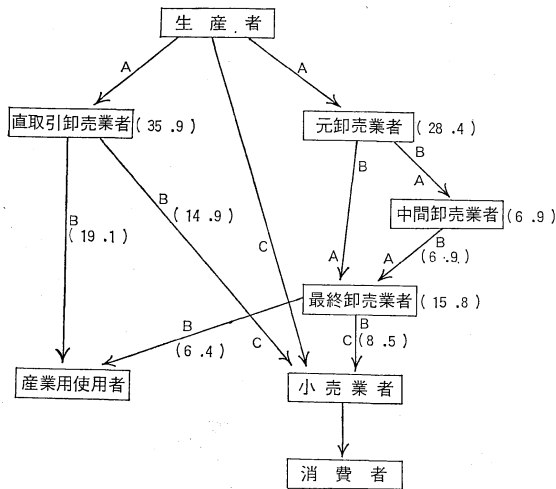 生産者
A
A
直取引卸売業者(35.9)
元卸売業者(28.4)
B
B
A
B
(14.9)
中間卸売業者(6.9)
B
(19.1)
C
B
(6.9)
A
A
最終卸売業者(15.8)
B
(6.4)
B
C(8.5)
C
産業用使用者
小売業者
消費者